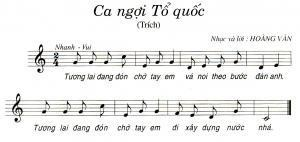 Ca ngợi Tổ quốc
(Trích)
Nhạc và lời : HOÀNG VÂN
Nhanh - Vui
Tương lai đang đón chờ tay em và noi theo bước đàn anh.
Tương lai đang đón chờ tay em đi xây dựng nước nhà.